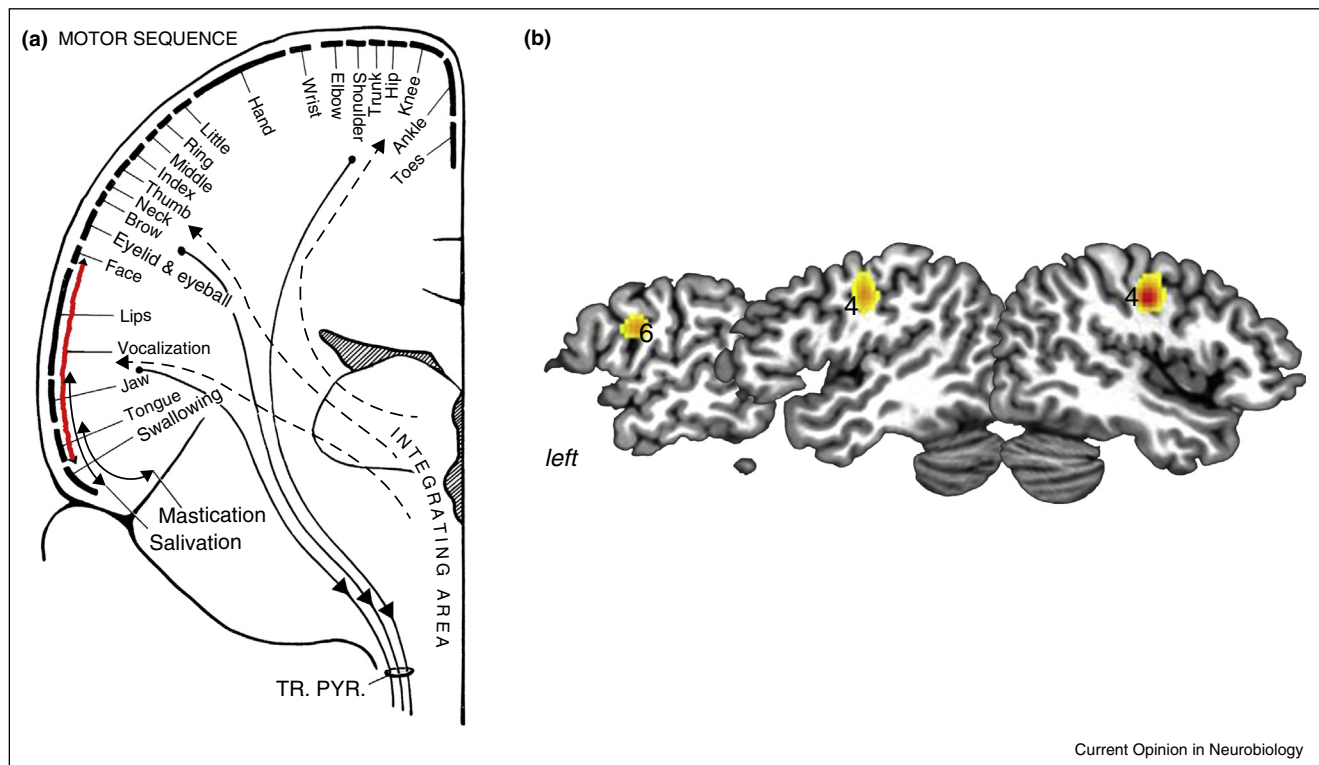 (a) MOTOR SEQUENCE
Toes
Ankle
Knee
Hip
Trunk
Shoulder
Elbow
Wrist
Hand
Little
Ring
Middle
Index
Thumb
Neck
Brow
Eyelid & eyeball
Face
Lips
Vocalization
Jaw
Tongue
Swallowing
Mastication
Salivation
INTEGRATING AREA
TR. PYR.
(b)
6
4
4
left
Current Opinion in Neurobiology